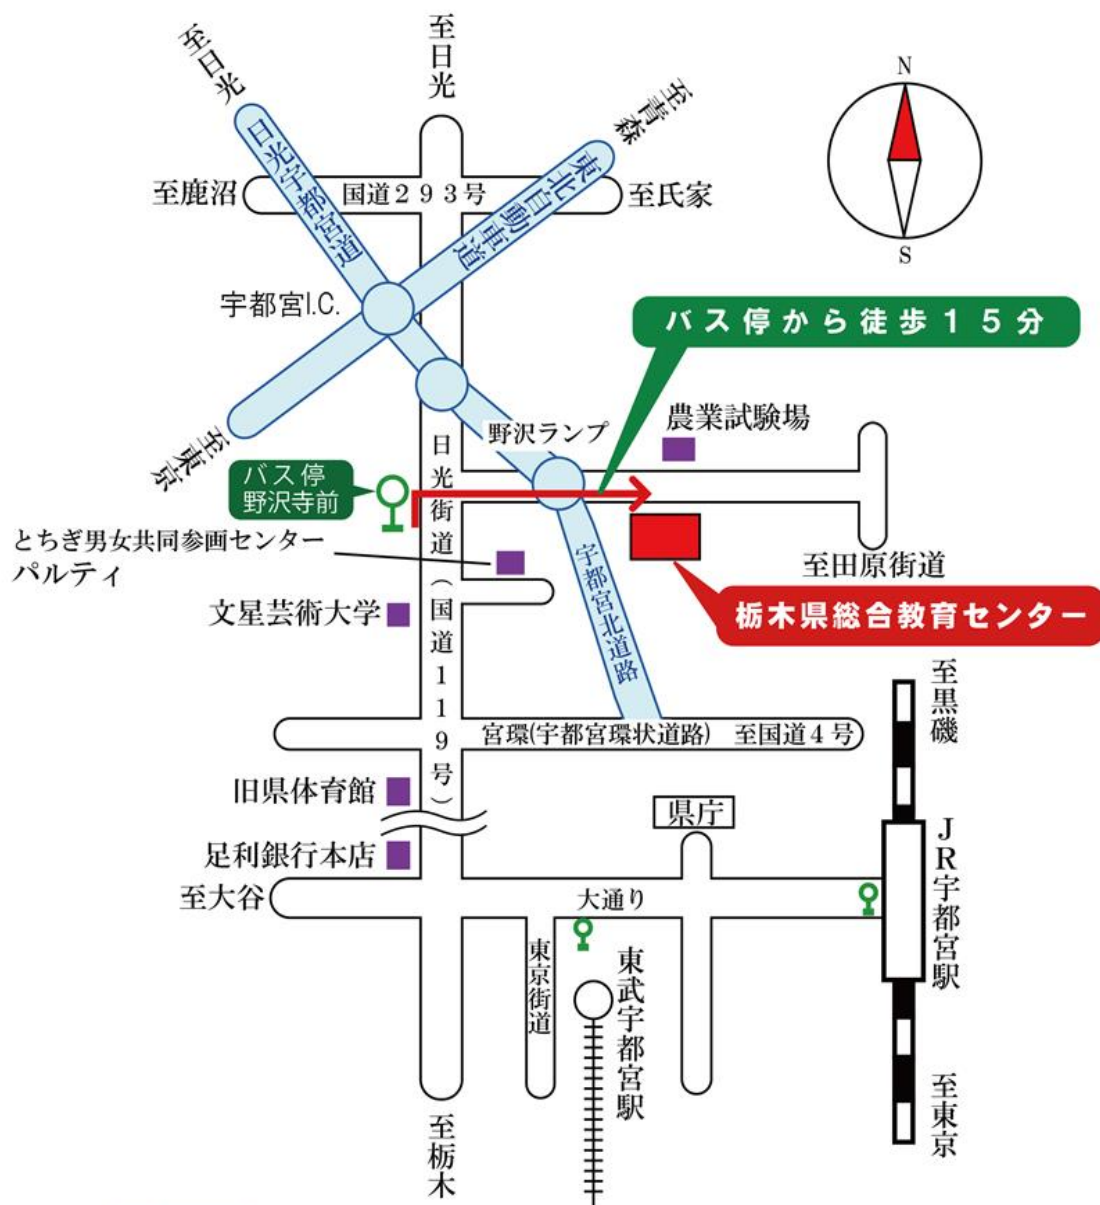 至日光
至日光
至青森
N
S
至鹿沼
国道２９３号
至氏家
日光宇都宮道
東北自動車道
宇都宮I.C.
バス停から徒歩１５分
農業試験場
野沢ランプ
至東京
バス停
野沢寺前
日光街道（国道１１９号）
とちぎ男女共同参画センター
パルティ
至田原街道
文星芸術大学
宇都宮北道路
栃木県総合教育センター
至黒磯
宮環(宇都宮環状道路)
至国道４号
旧県体育館
県庁
足利銀行本店
ＪＲ宇都宮駅
至大谷
大通り
東京街道
東武宇都宮駅
至東京
至栃木